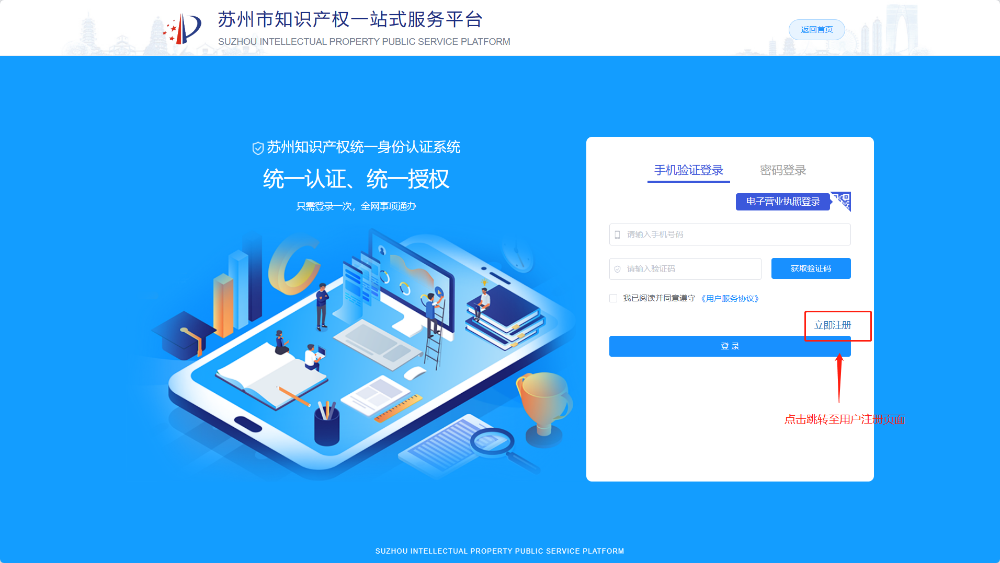 苏州市知识产权一站式服务平台
SUZHOU INTELLECTUAL PROPERTY PUBLIC SERVICE PLATFORM
返回首页
苏州知识产权统一身份认证系统
统一认证、统一授权
只需登录一次，全网事项通办
手机验证登录
密码登录
电子营业执照登录
请输入手机号码
请输入验证码
获取验证码
我已阅读并同意遵守 《用户服务协议》
立即注册
登 录
点击跳转至用户注册页面
SUZHOU INTELLECTUAL PROPERTY PUBLIC SERVICE PLATFORM